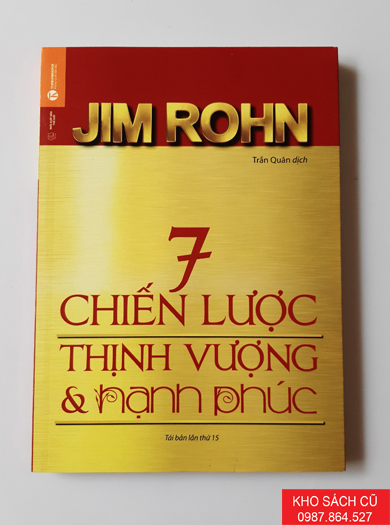 JIM ROHN
Trần Quân dịch
7
CHIẾN LƯỢC
THỊNH VƯỢNG
& hạnh phúc
Tái bản lần thứ 15
KHO SÁCH CŨ
0987.864.527